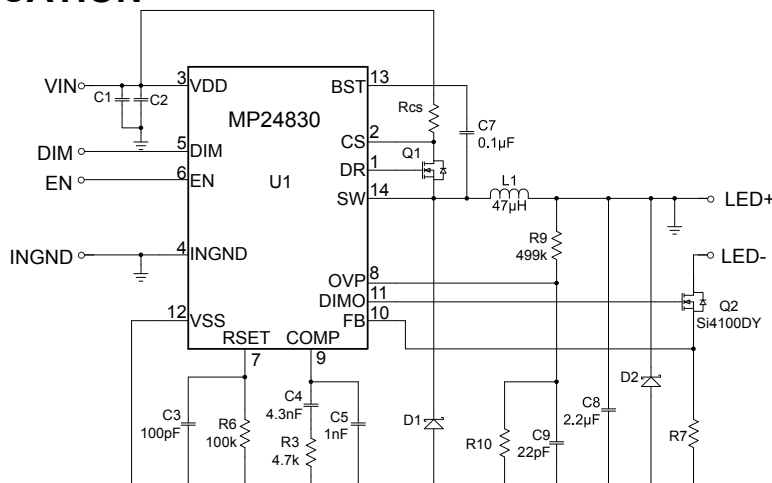 VIN
C1
C2
3
VDD
BST
13
MP24830
Rcs
C7
0.1µF
CS
2
DIM
5
DIM
Q1
DR
1
EN
6
EN
U1
SW
14
L1
47µH
LED+
R9
499k
INGND
4
INGND
LED-
OVP
8
DIMO
11
Q2
Si4100DY
12
VSS
FB
10
RSET
COMP
7
9
C3
100pF
R6
100k
C4
4.3nF
C5
1nF
R3
4.7k
D1
R10
C9
22pF
C8
2.2µF
D2
R7